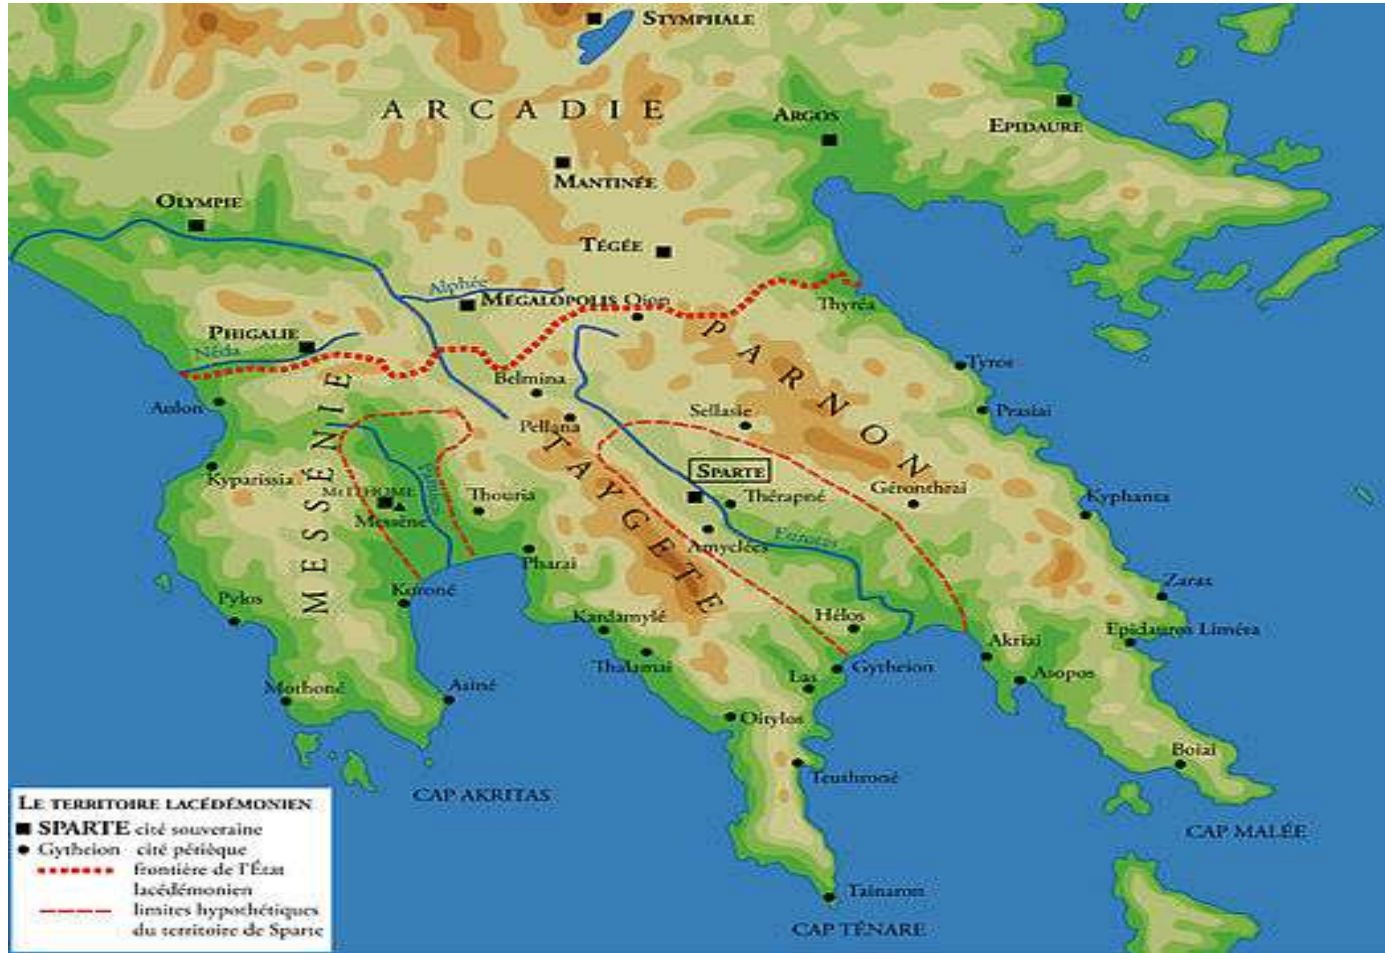 STYMPHALE
ARCADIE
ARGOS
EPIDAURE
MANTINÉE
OLYMPIE
TÉGÉE
Alphée
MÉGALOPOLIS
Thyréa
PHIGALIE
Néda
PARNON
Tyros
Belmina
Aulon
Sellasie
Prasiai
Pellana
TAYGETE
MESSÉNIE
SPARTE
Kyparissia
Thouria
Thérapné
Géronthrai
Kyphanta
Mt ITHOME
Messène
Eurotas
Amyclées
Pharai
Zarax
Koroné
Pylos
Kardamylé
Hélos
Epidauros Liméra
Akriai
Thalamai
Gytheion
Asopos
Las
Mothoné
Asiné
Oitylos
Boiai
Teuthroné
CAP AKRITAS
CAP MALÉE
Tainaron
CAP TÉNARE
LE TERRITOIRE LACÉDÉMONIEN
SPARTE cité souveraine
Gytheion cité périèque
frontière de l'État
lacédémonien
limites hypothétiques
du territoire de Sparte